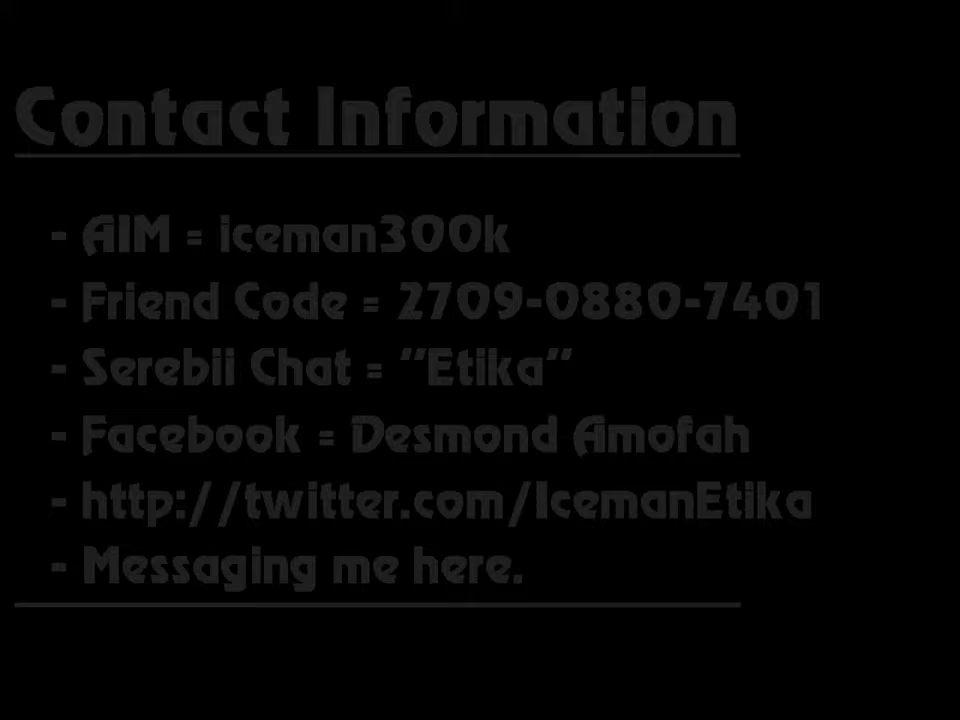 Contact Information
- AIM = iceman300k
- Friend Code = 2709-0880-7401
- Serebii Chat = "Etika"
- Facebook = Desmond Amofah
- http://twitter.com/IcemanEtika
- Messaging me here.